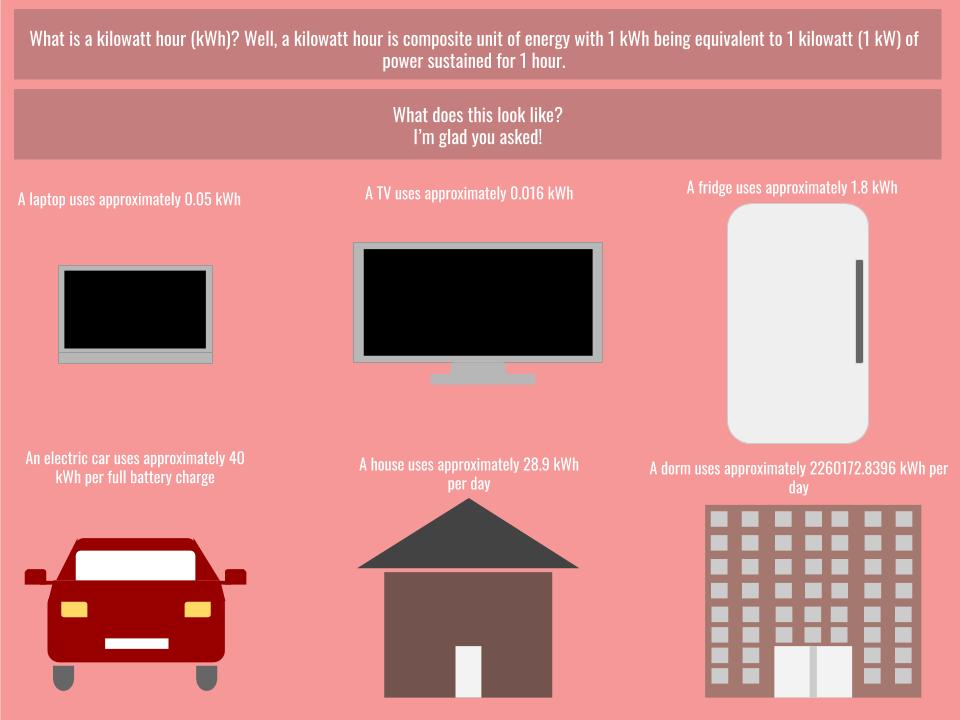 What is a kilowatt hour (kWh)? Well, a kilowatt hour is composite unit of energy with 1 kWh being equivalent to 1 kilowatt (1 kW) of
power sustained for 1 hour.
What does this look like?
I'm glad you asked!
A laptop uses approximately 0.05 kWh
A TV uses approximately 0.016 kWh
A fridge uses approximately 1.8 kWh
An electric car uses approximately 40
kWh per full battery charge
A house uses approximately 28.9 kWh
per day
A dorm uses approximately 2260172.8396 kWh per
day